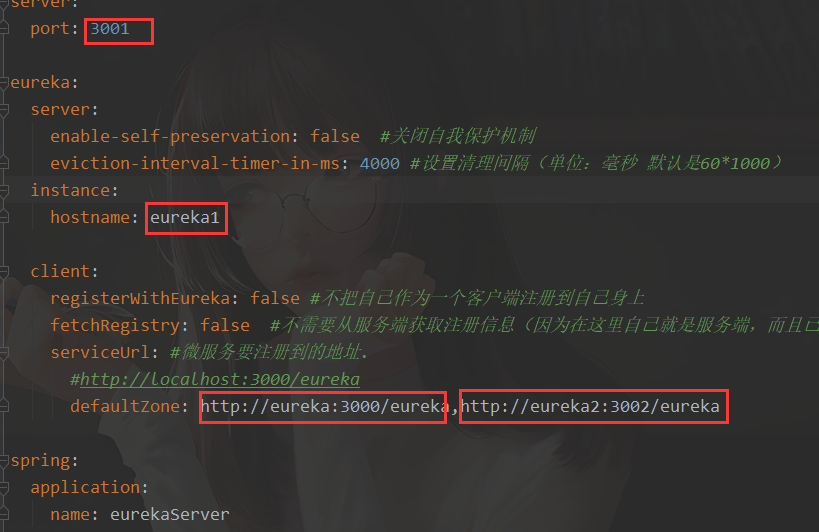 server:
port: 3001
eureka:
server:
enable-self-preservation: false #关闭自我保护机制
eviction-interval-timer-in-ms: 4000 #设置清理间隔（单位：毫秒 默认是60*1000）
instance:
hostname: eureka1
client:
registerWithEureka: false #不把自己作为一个客户端注册到自己身上
fetchRegistry: false #不需要从服务端获取注册信息（因为在这里自己就是服务端，而且已
serviceUrl: #微服务要注册到的地址.
#http://localhost:3000/eureka
defaultZone: http://eureka:3000/eureka,http://eureka2:3002/eureka
spring:
application:
name: eurekaServer